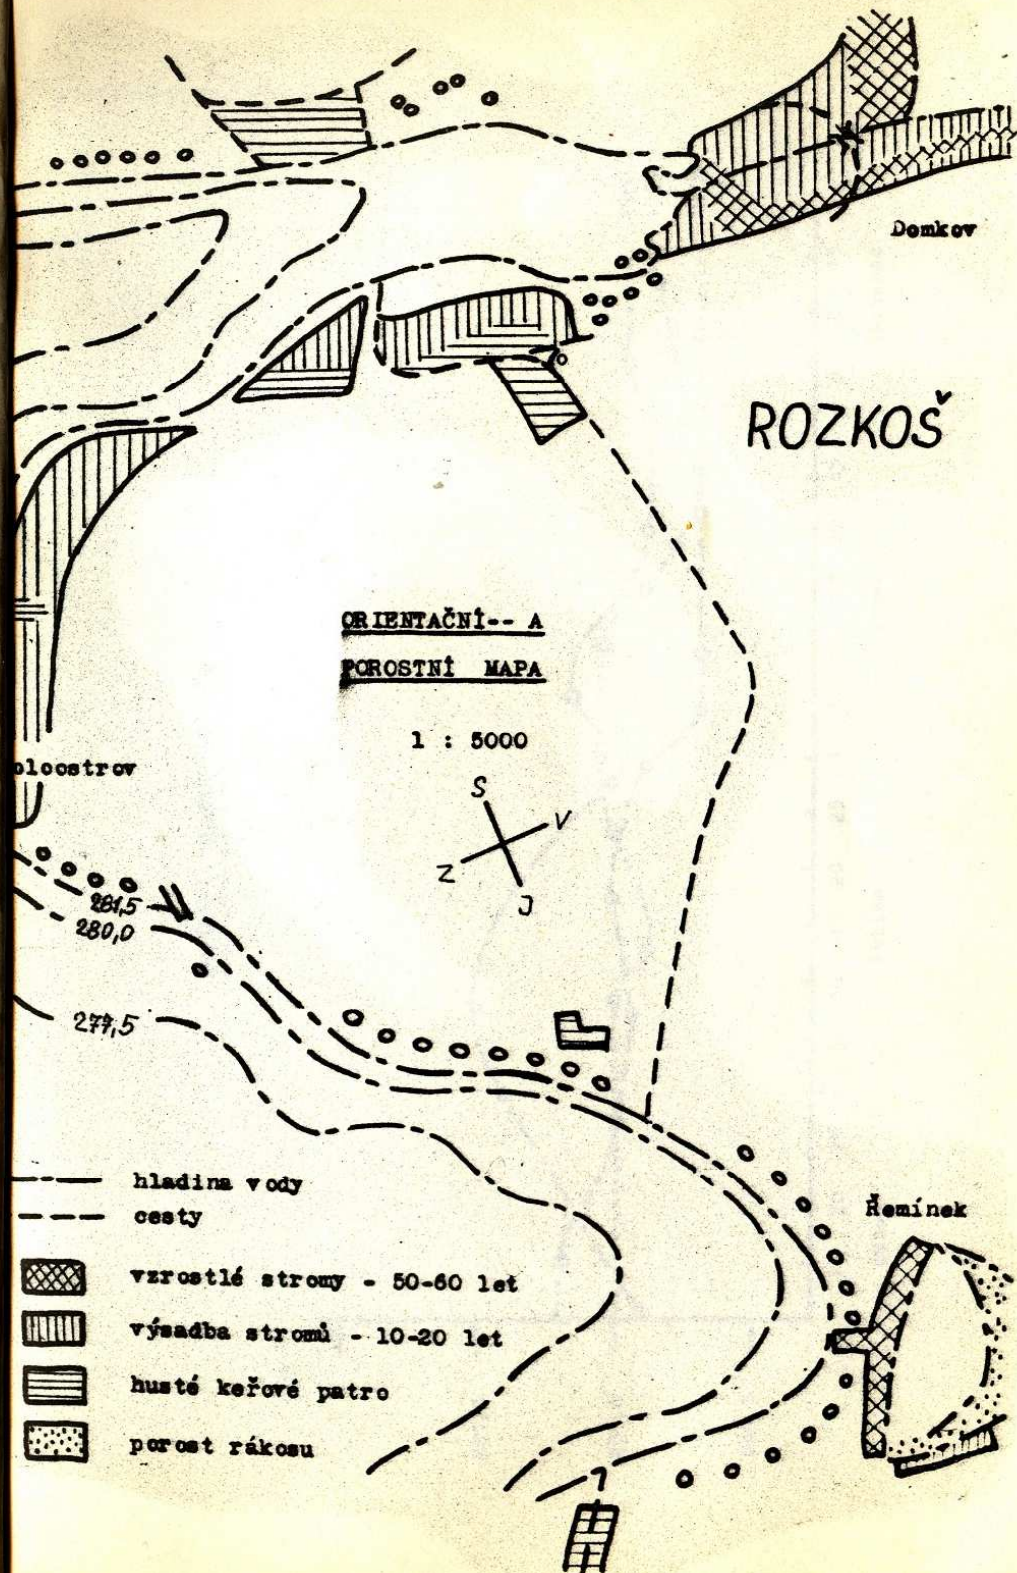 Domkov
ROZKOŠ
ORIENTAČNÍ-- A
POROSTNÍ MAPA
1 : 5000
S
V
Z
J
oloostrov
281,5
280,0
277,5
hladina vody
cesty
Řemínek
vzrostlé stromy - 50-60 let
výsadba stromů - 10-20 let
husté keřové patro
porost rákosu